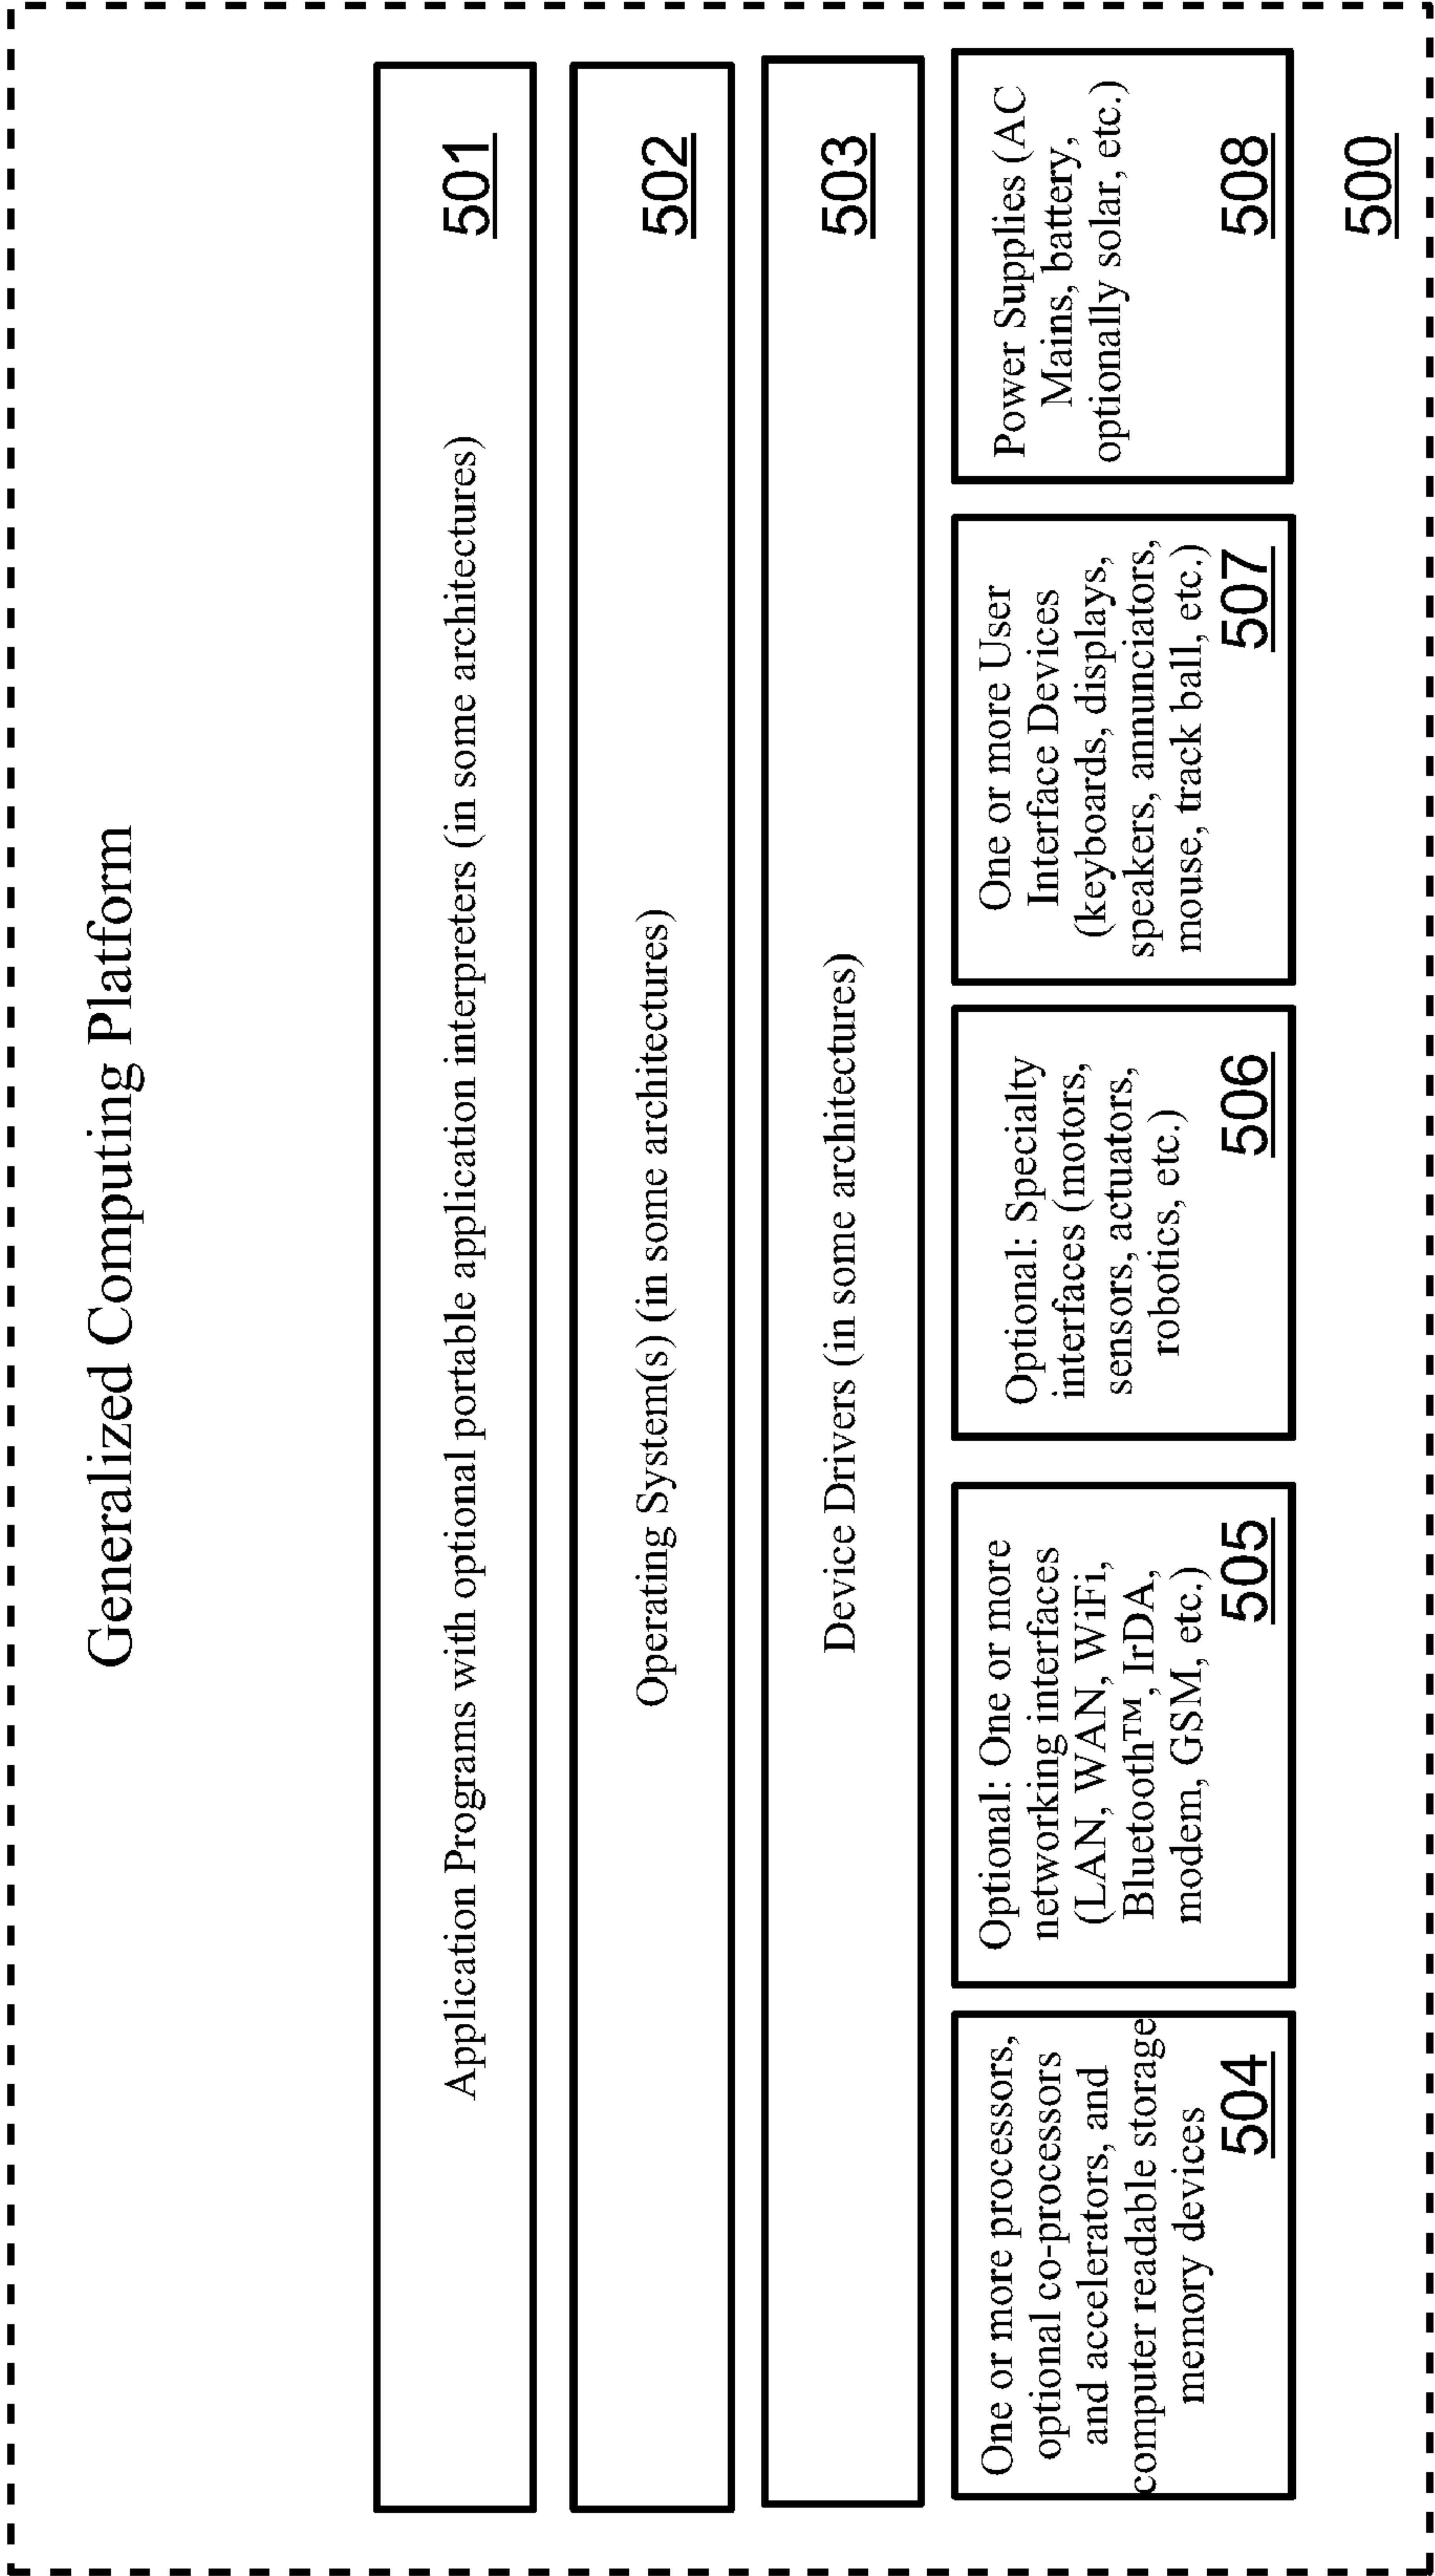 Generalized Computing Platform
Application Programs with optional portable application interpreters (in some architectures)
501
Operating System(s) (in some architectures)
502
Device Drivers (in some architectures)
503
One or more processors,
optional co-processors
and accelerators, and
computer readable storage
memory devices
504
Optional: One or more
networking interfaces
(LAN, WAN, WiFi,
Bluetooth™, IrDA,
modem, GSM, etc.)
505
Optional: Specialty
interfaces (motors,
sensors, actuators,
robotics, etc.)
506
One or more User
Interface Devices
(keyboards, displays,
speakers, annunciators,
mouse, track ball, etc.)
507
Power Supplies (AC
Mains, battery,
optionally solar, etc.)
508
500